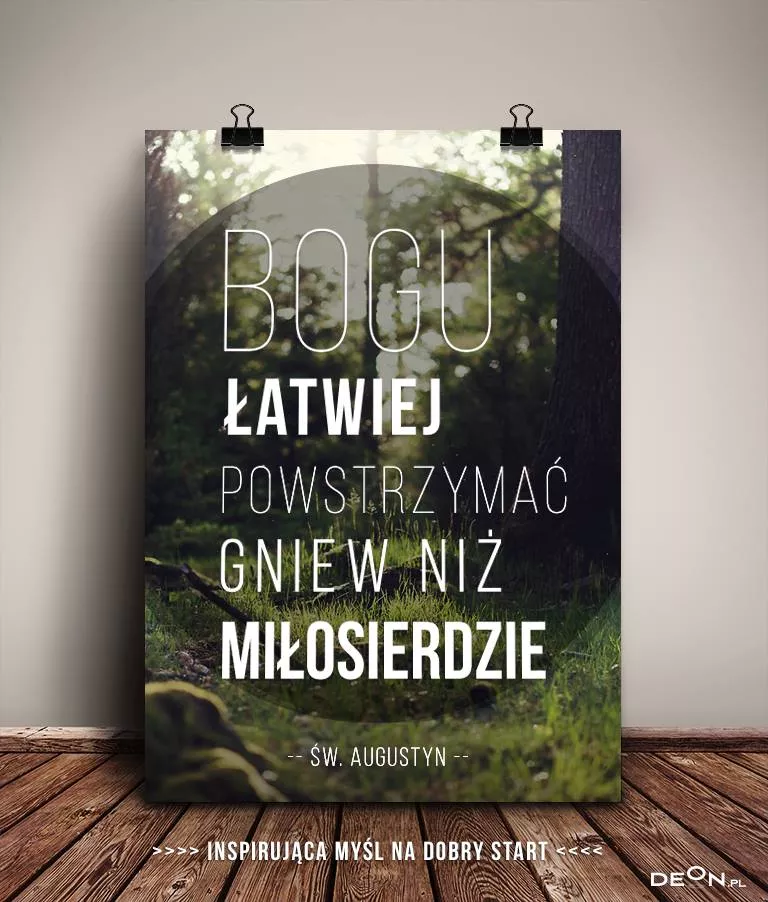 BOGU
ŁATWIEJ
POWSTRZYMAĆ
GNIEW NIŻ
MIŁOSIERDZIE
-- ŚW. AUGUSTYN --
>>>> INSPIRUJĄCA MYŚL NA DOBRY START <<<<
DEON.PL